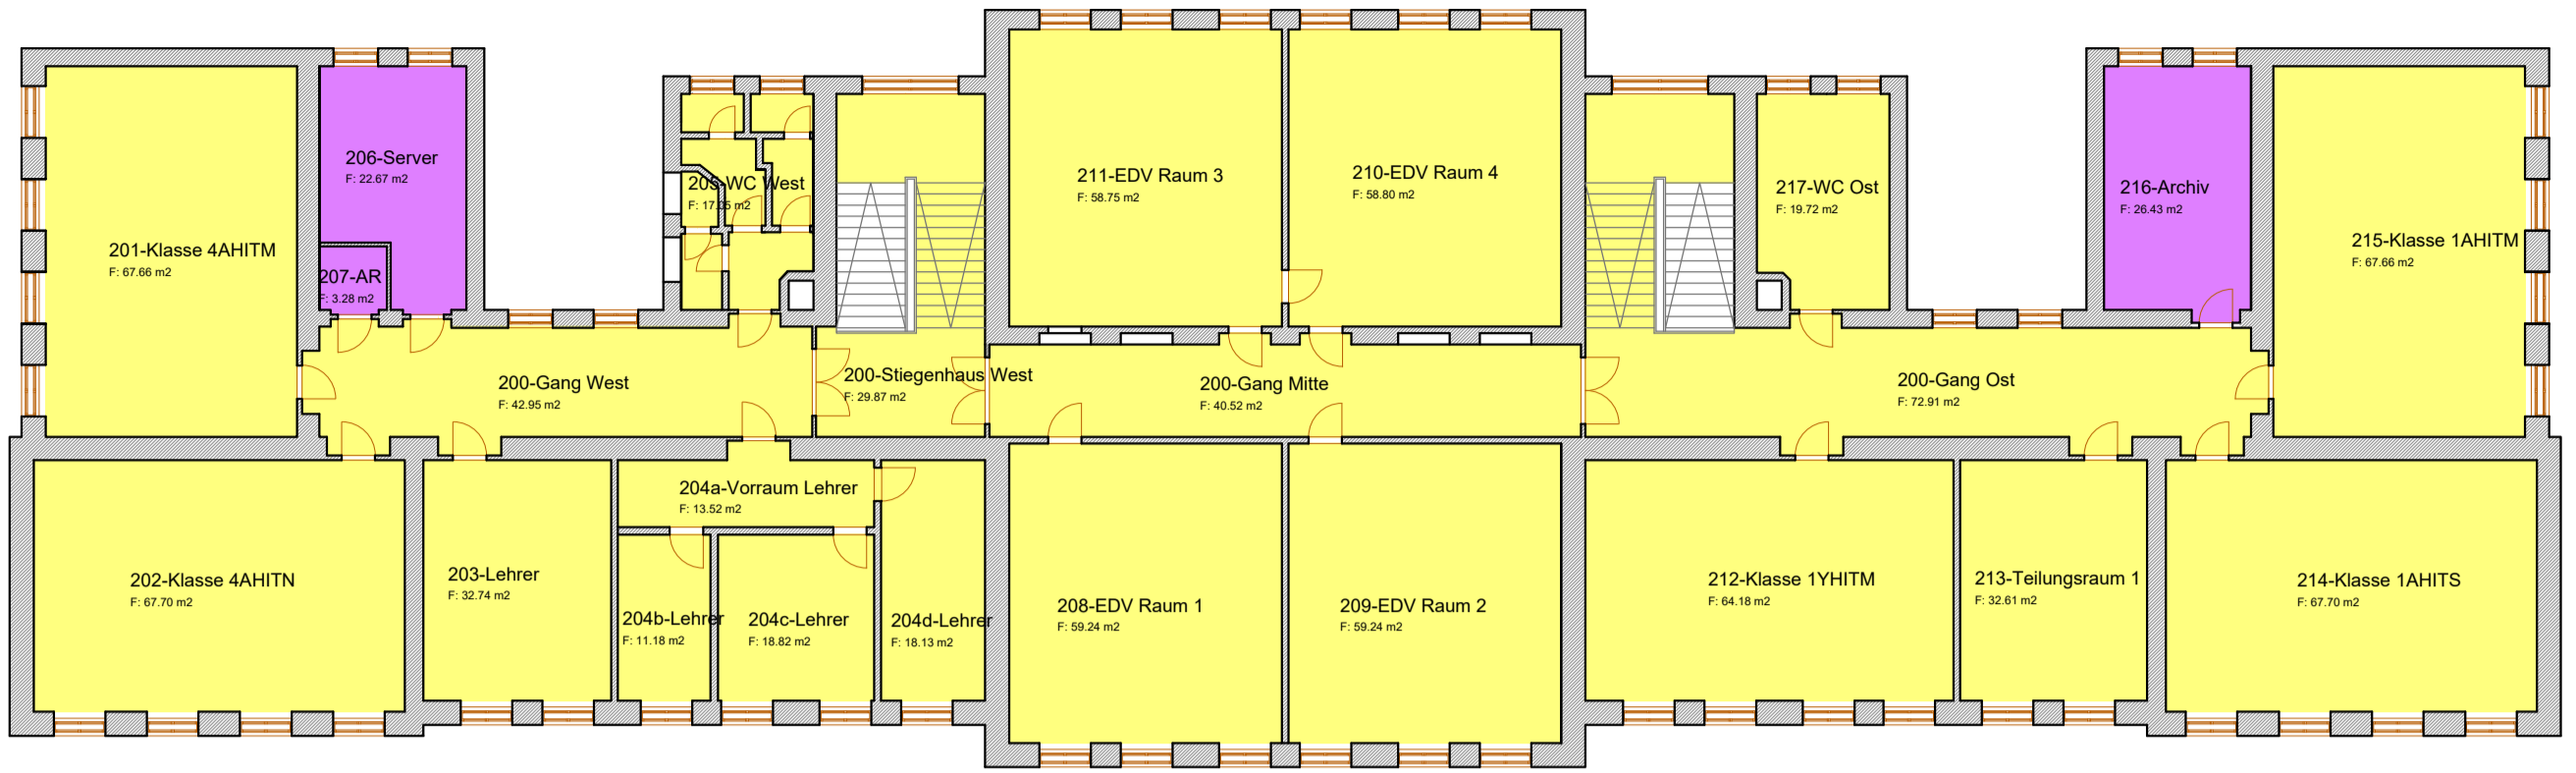 201-Klasse 4AHITM
F: 67.66 m2
206-Server
F: 22.67 m2
207-AR
F: 3.28 m2
200-Gang West
F: 42.95 m2
205-WC West
F: 17.05 m2
200-Stiegenhaus West
F: 29.87 m2
211-EDV Raum 3
F: 58.75 m2
210-EDV Raum 4
F: 58.80 m2
200-Gang Mitte
F: 40.52 m2
217-WC Ost
F: 19.72 m2
200-Gang Ost
F: 72.91 m2
216-Archiv
F: 26.43 m2
215-Klasse 1AHITM
F: 67.66 m2
202-Klasse 4AHITN
F: 67.70 m2
203-Lehrer
F: 32.74 m2
204a-Vorraum Lehrer
F: 13.52 m2
204b-Lehrer
F: 11.18 m2
204c-Lehrer
F: 18.82 m2
204d-Lehrer
F: 18.13 m2
208-EDV Raum 1
F: 59.24 m2
209-EDV Raum 2
F: 59.24 m2
212-Klasse 1YHITM
F: 64.18 m2
213-Teilungsraum 1
F: 32.61 m2
214-Klasse 1AHITS
F: 67.70 m2